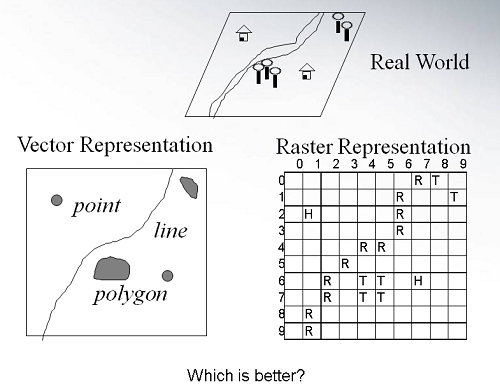 Real World
Vector Representation
Raster Representation
0 1 2 3 4 5 6 7 8 9
point
line
polygon
0 R T
1 R T
2 H R
3 R
4 R R
5 R
6 R T T H
7 R T T
8 R
9 R
Which is better?